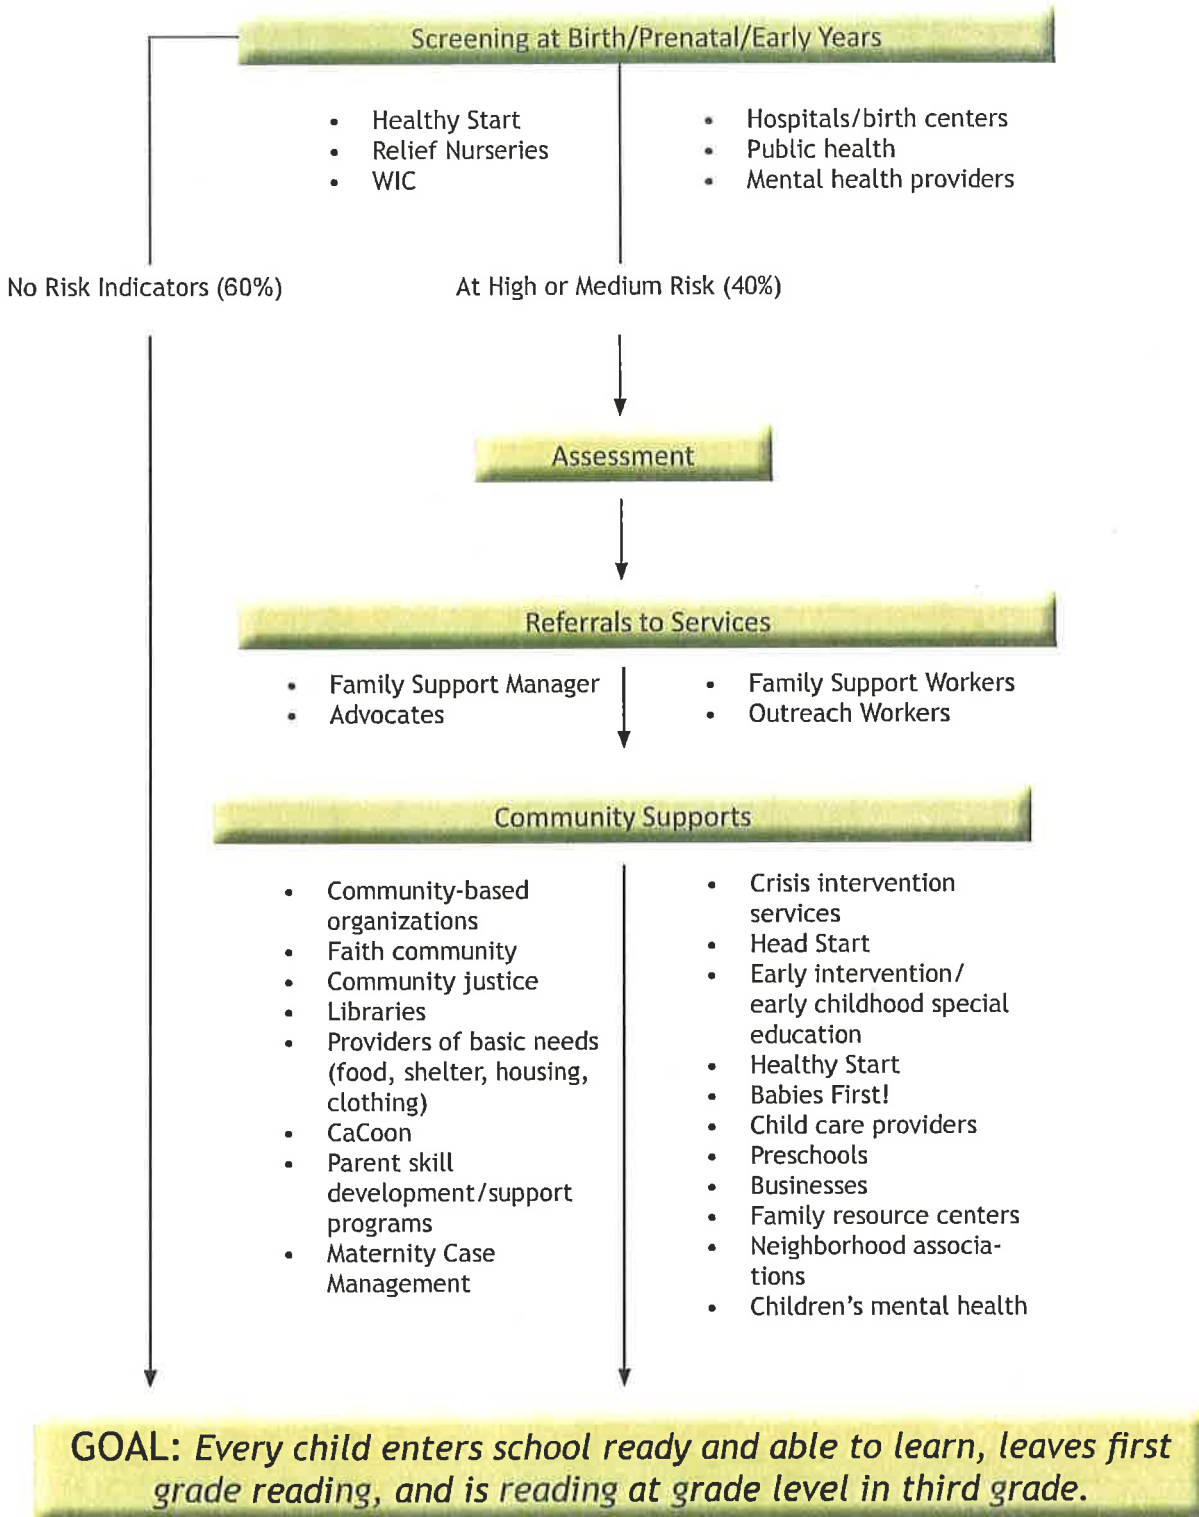 Screening at Birth/Prenatal/Early Years
• Healthy Start
• Relief Nurseries
• WIC
• Hospitals/birth centers
• Public health
• Mental health providers
No Risk Indicators (60%)
At High or Medium Risk (40%)
Assessment
Referrals to Services
• Family Support Manager
• Advocates
• Family Support Workers
• Outreach Workers
Community Supports
• Community-based
organizations
• Faith community
• Community justice
• Libraries
• Providers of basic needs
(food, shelter, housing,
clothing)
• CaCoon
• Parent skill
development/support
programs
• Maternity Case
Management
• Crisis intervention
services
• Head Start
• Early intervention/
early childhood special
education
• Healthy Start
• Babies First!
• Child care providers
• Preschools
• Businesses
• Family resource centers
• Neighborhood associa-
tions
• Children's mental health
GOAL: Every child enters school ready and able to learn, leaves first
grade reading, and is reading at grade level in third grade.